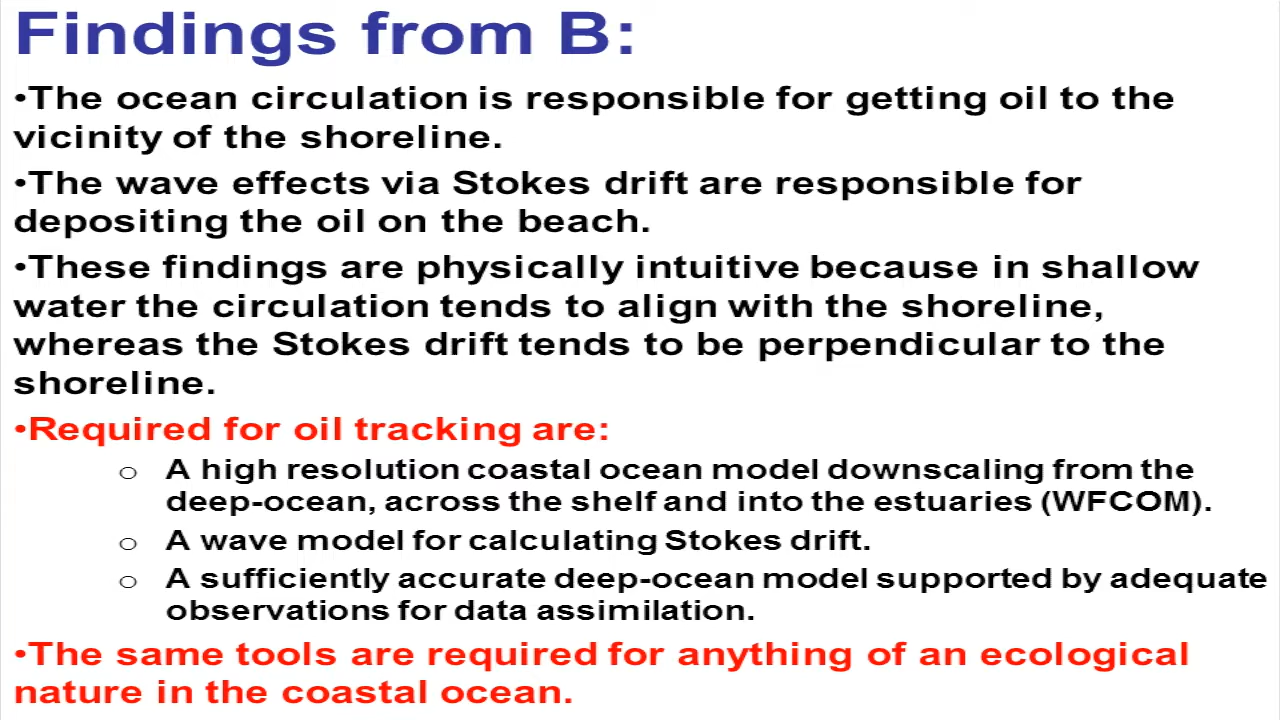 Findings from B:
•The ocean circulation is responsible for getting oil to the
vicinity of the shoreline.
•The wave effects via Stokes drift are responsible for
depositing the oil on the beach.
•These findings are physically intuitive because in shallow
water the circulation tends to align with the shoreline,
whereas the Stokes drift tends to be perpendicular to the
shoreline.
•Required for oil tracking are:
o A high resolution coastal ocean model downscaling from the
deep-ocean, across the shelf and into the estuaries (WFCOM).
o A wave model for calculating Stokes drift.
o A sufficiently accurate deep-ocean model supported by adequate
observations for data assimilation.
•The same tools are required for anything of an ecological
nature in the coastal ocean.